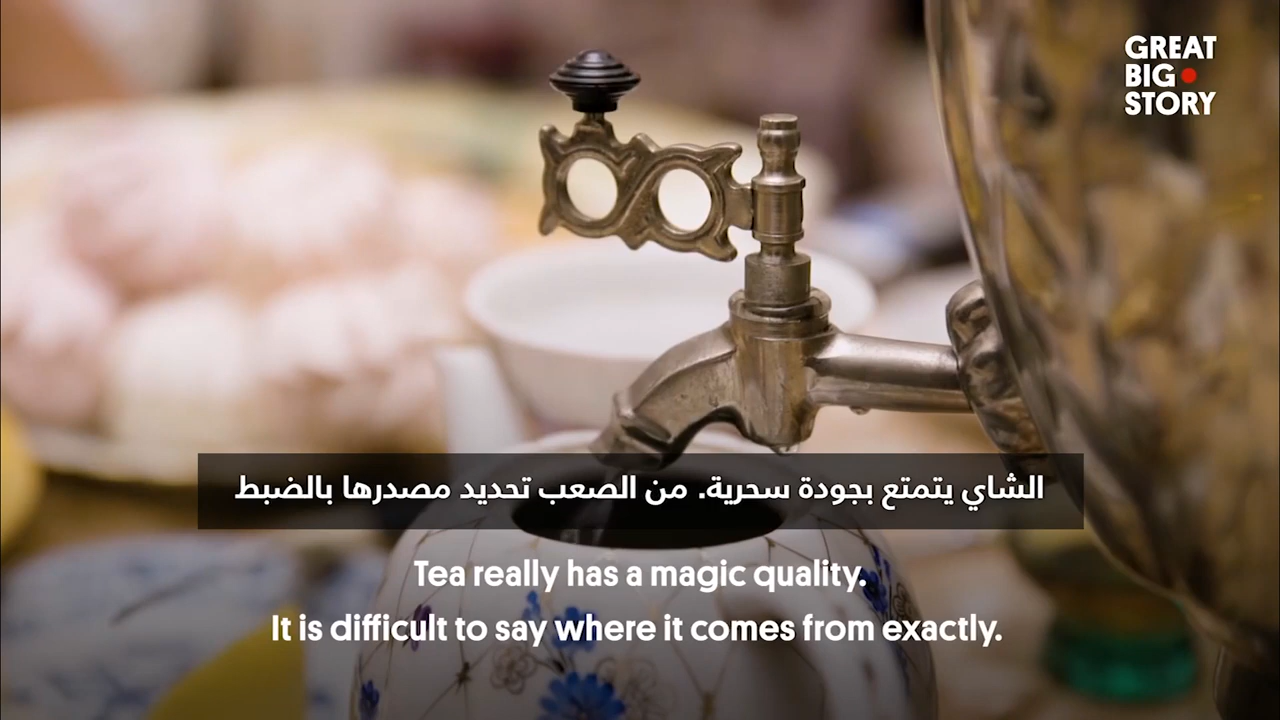 GREAT
BIG
STORY
الشاي يتمتع بجودة سحرية. من الصعب تحديد مصدرها بالضبط
Tea really has a magic quality.
It is difficult to say where it comes from exactly.